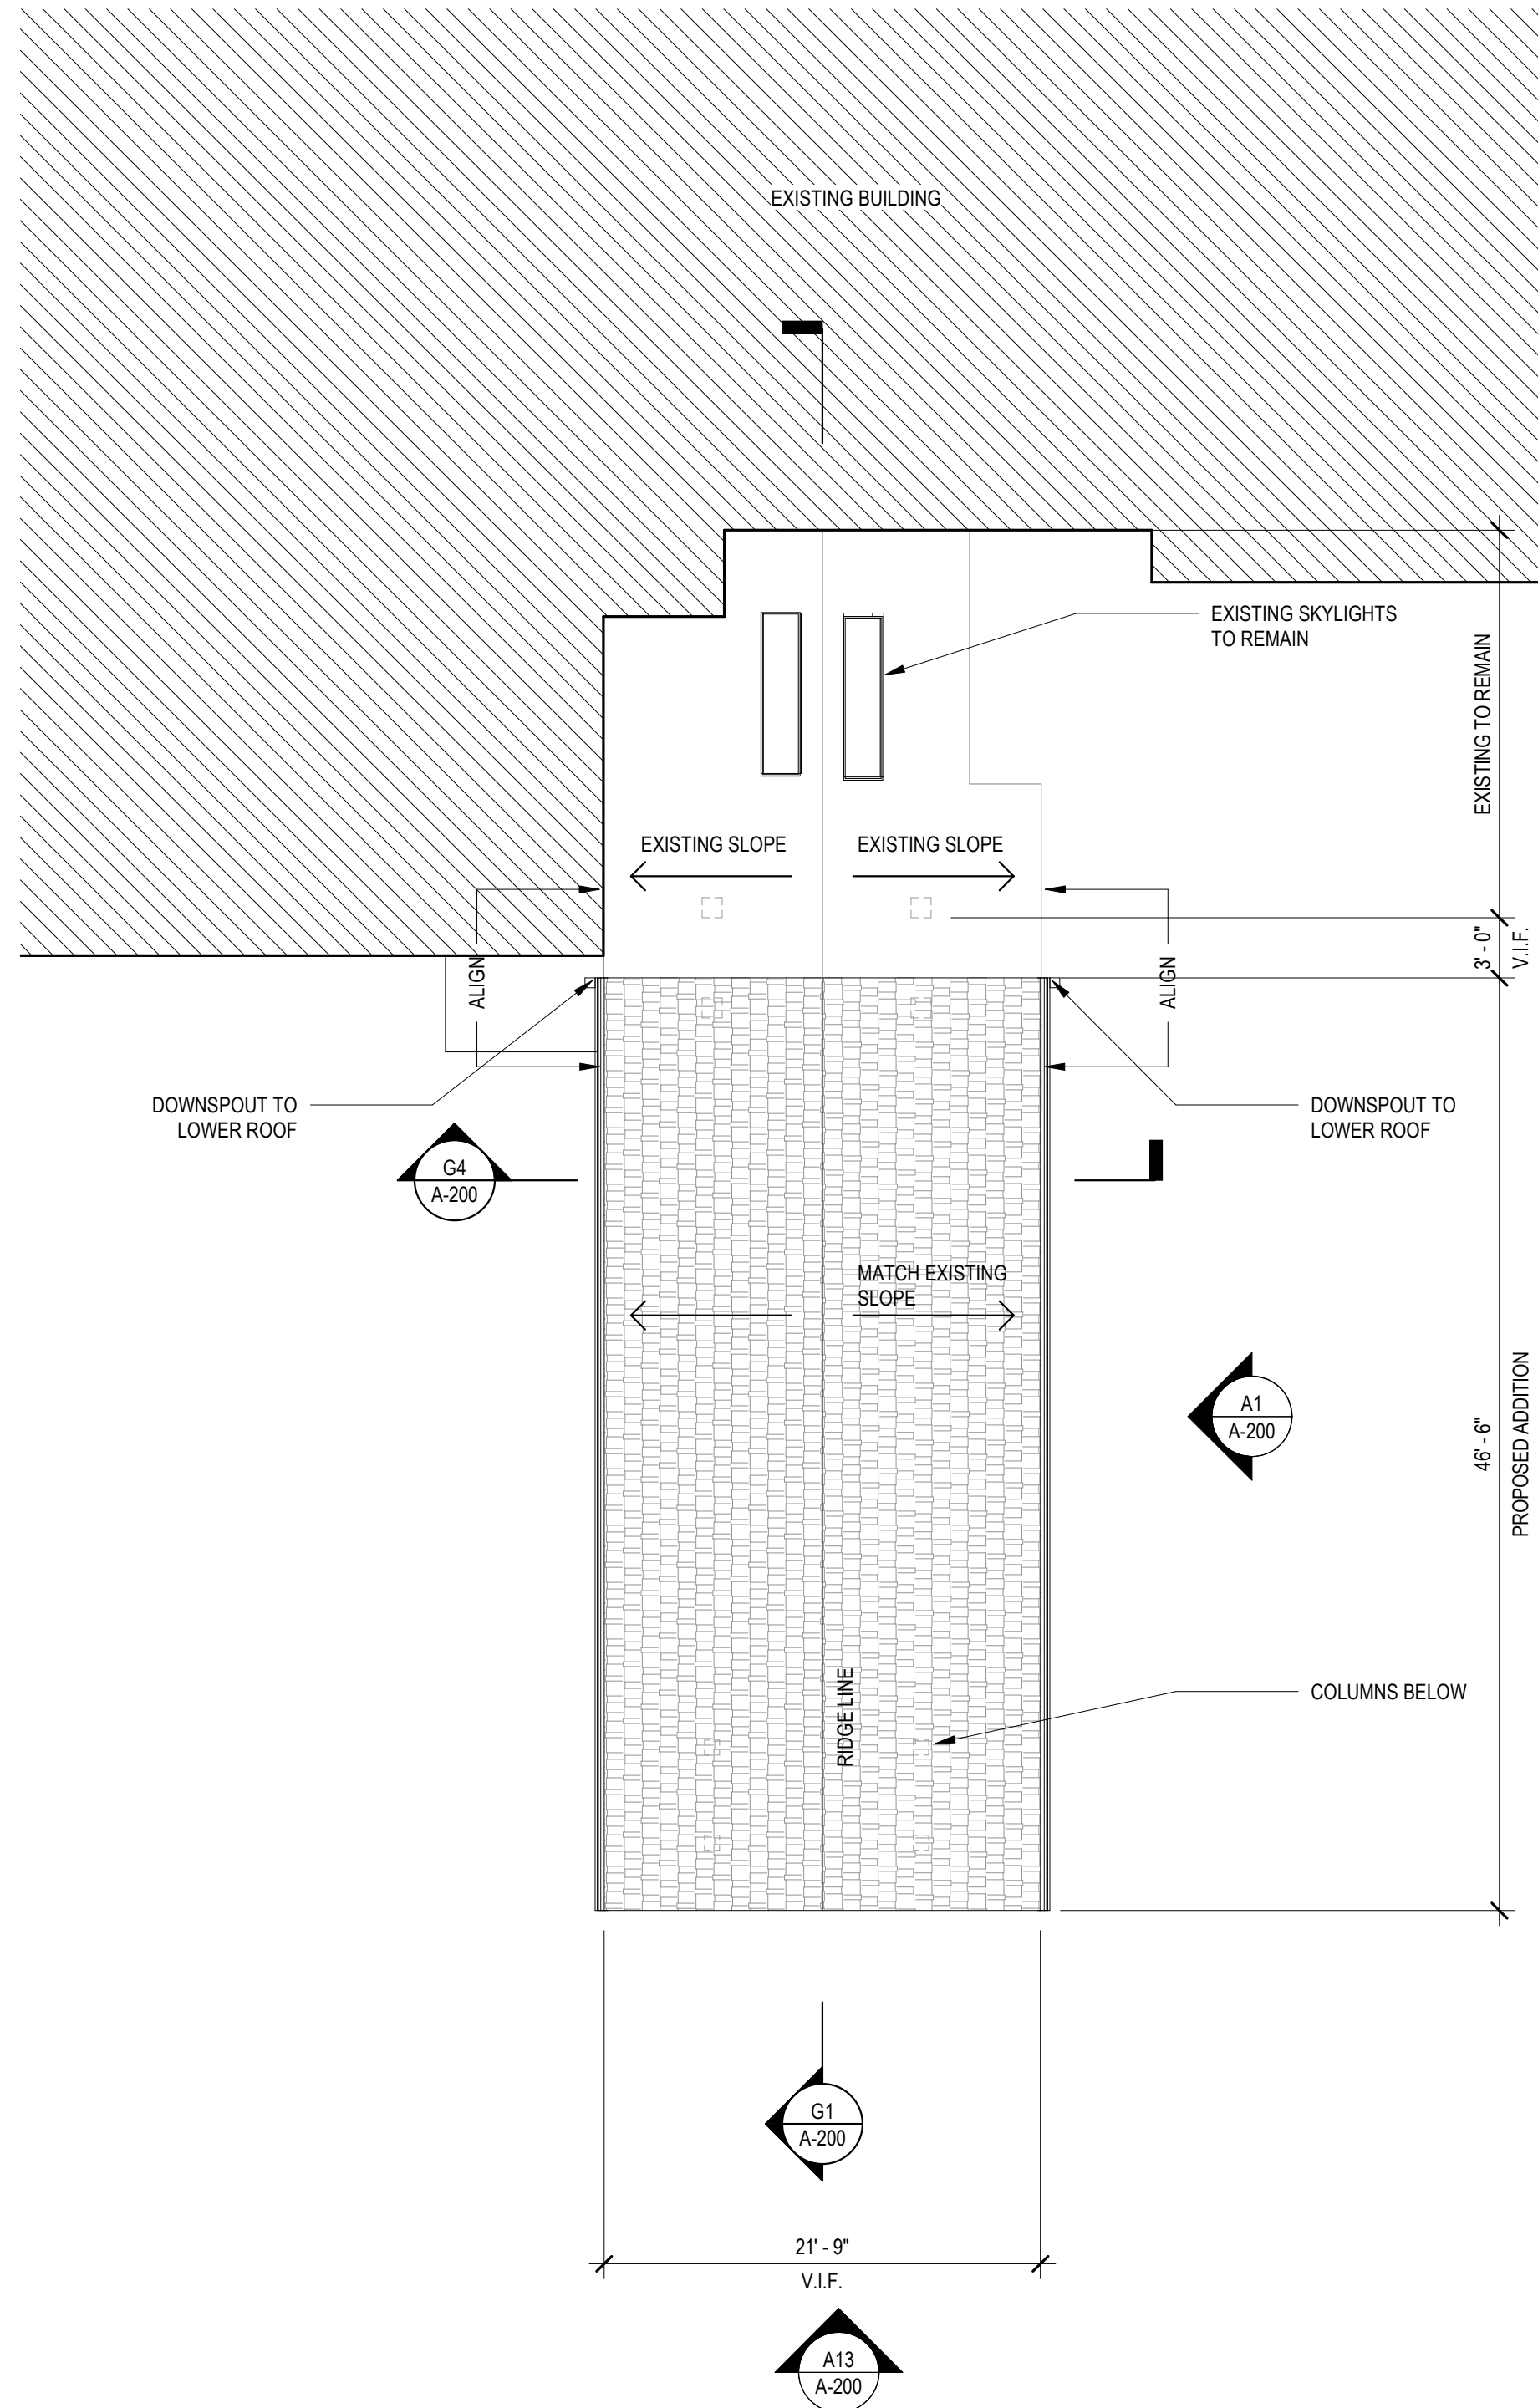 EXISTING BUILDING
EXISTING SKYLIGHTS
TO REMAIN
EXISTING TO REMAIN
EXISTING SLOPE
EXISTING SLOPE
3' - 0"
V.I.F.
ALIGN
ALIGN
DOWNSPOUT TO
LOWER ROOF
DOWNSPOUT TO
LOWER ROOF
G4
A-200
MATCH EXISTING
SLOPE
A1
A-200
46' - 6"
PROPOSED ADDITION
RIDGE LINE
COLUMNS BELOW
G1
A-200
21' - 9"
V.I.F.
A13
A-200